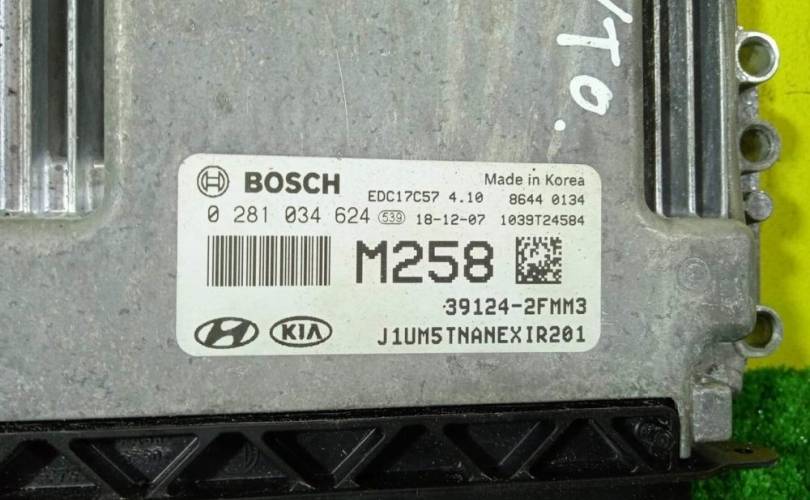 UTO.
BOSCH
Made in Korea
EDC17C57 4.10 8644 0134
0 281 034 624 539 18-12-07 1039T24584
M258
39124-2FMM3
KIA
J1UM5TNANEXIR201